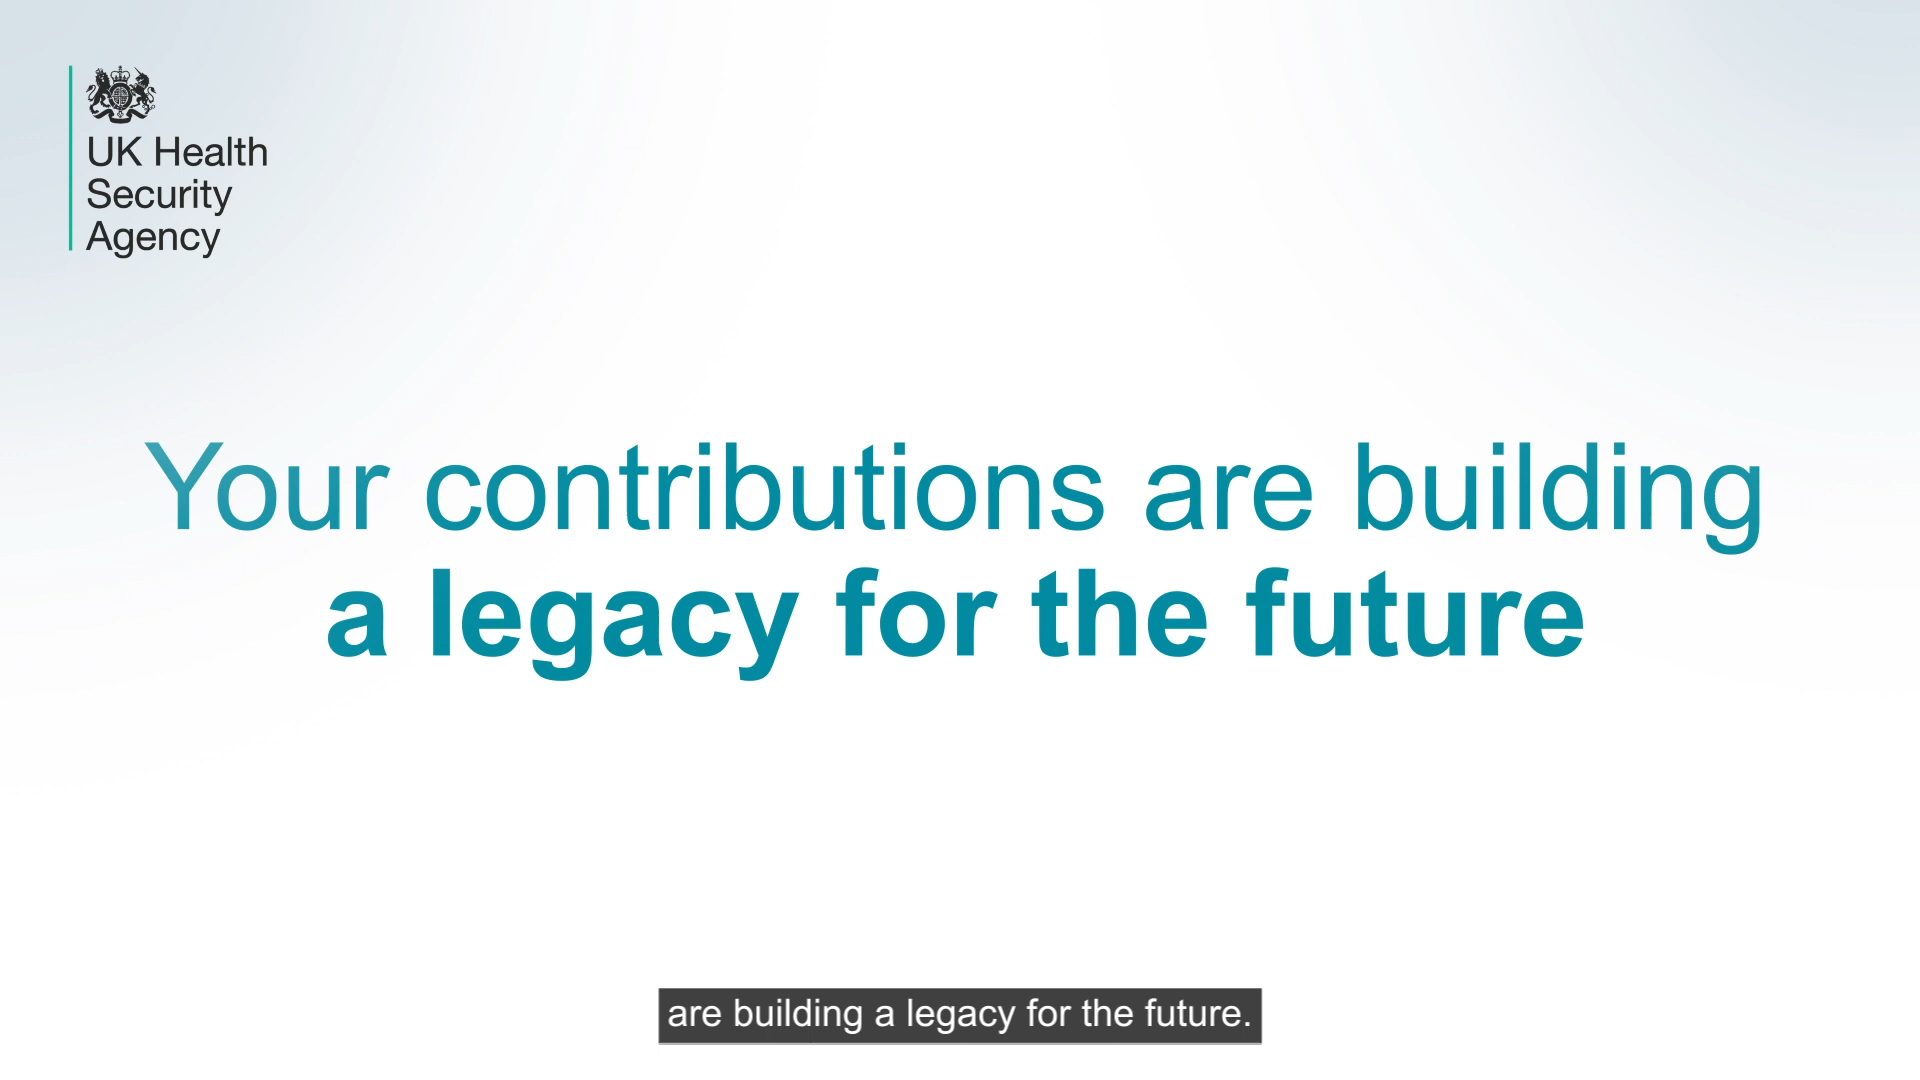 UK Health
Security
Agency
Your contributions are building
a legacy for the future
are building a legacy for the future.